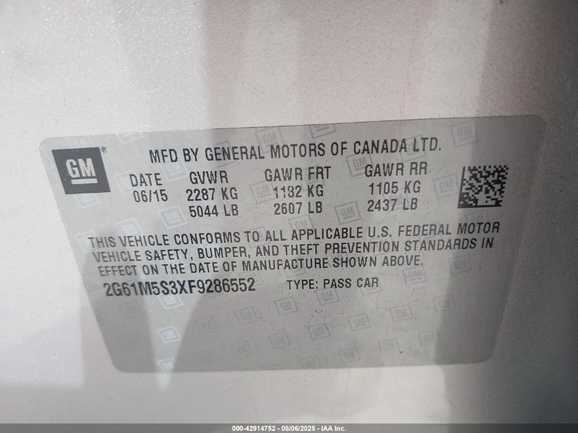 GM
MFD BY GENERAL MOTORS OF CANADA LTD.
DATE GVWR GAWR FRT GAWR RR
06/15 2287 KG 1182 KG 1105 KG
5044 LB 2607 LB 2437 LB
THIS VEHICLE CONFORMS TO ALL APPLICABLE U.S. FEDERAL MOTOR
VEHICLE SAFETY, BUMPER, AND THEFT PREVENTION STANDARDS IN
EFFECT ON THE DATE OF MANUFACTURE SHOWN ABOVE.
2G61M5S3XF9286552 TYPE: PASS CAR
000-42914752 - 08/06/2025 - IAA Inc.